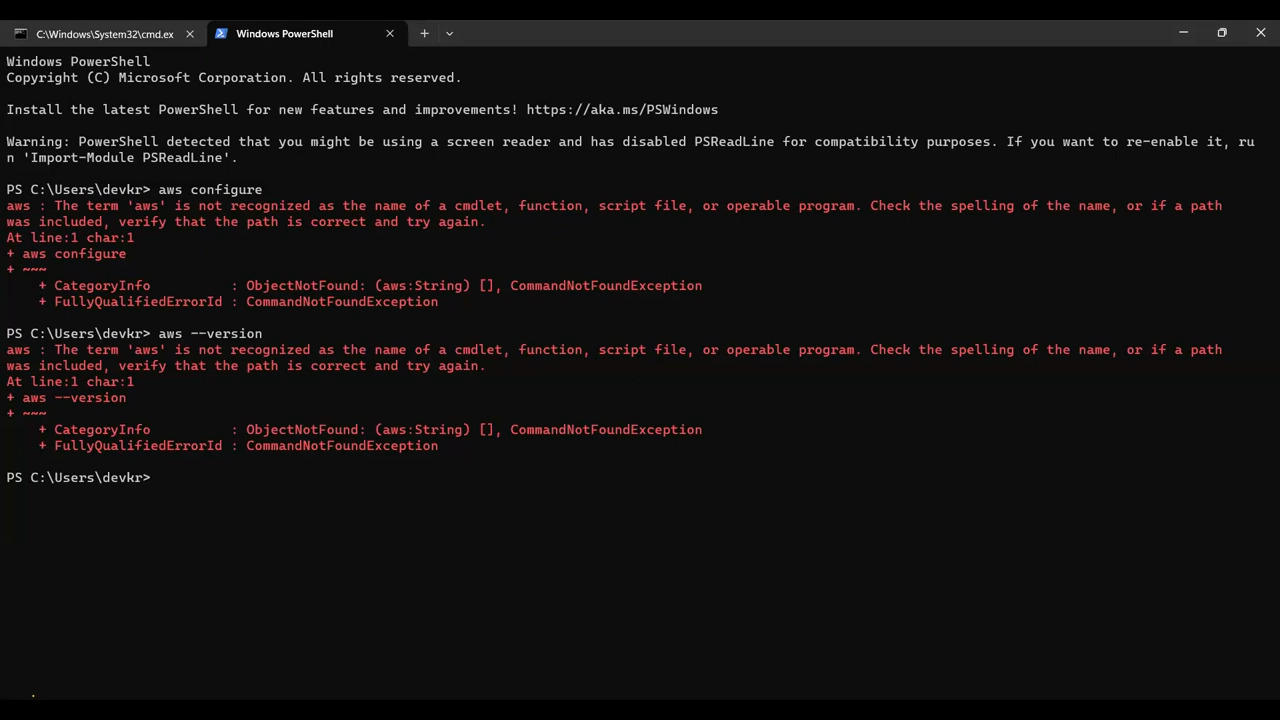 C:\Windows\System32\cmd.ex
Windows PowerShell
Windows PowerShell
Copyright (C) Microsoft Corporation. All rights reserved.
Install the latest PowerShell for new features and improvements! https://aka.ms/PSWindows
Warning: PowerShell detected that you might be using a screen reader and has disabled PSReadLine for compatibility purposes. If you want to re-enable it, ru
n 'Import-Module PSReadLine'.
PS C:\Users\devkr> aws configure
aws : The term 'aws' is not recognized as the name of a cmdlet, function, script file, or operable program. Check the spelling of the name, or if a path
was included, verify that the path is correct and try again.
At line:1 char:1
+ aws configure
+ ~~~
    + CategoryInfo          : ObjectNotFound: (aws:String) [], CommandNotFoundException
    + FullyQualifiedErrorId : CommandNotFoundException
PS C:\Users\devkr> aws --version
aws : The term 'aws' is not recognized as the name of a cmdlet, function, script file, or operable program. Check the spelling of the name, or if a path
was included, verify that the path is correct and try again.
At line:1 char:1
+ aws --version
+ ~~~
    + CategoryInfo          : ObjectNotFound: (aws:String) [], CommandNotFoundException
    + FullyQualifiedErrorId : CommandNotFoundException
PS C:\Users\devkr>